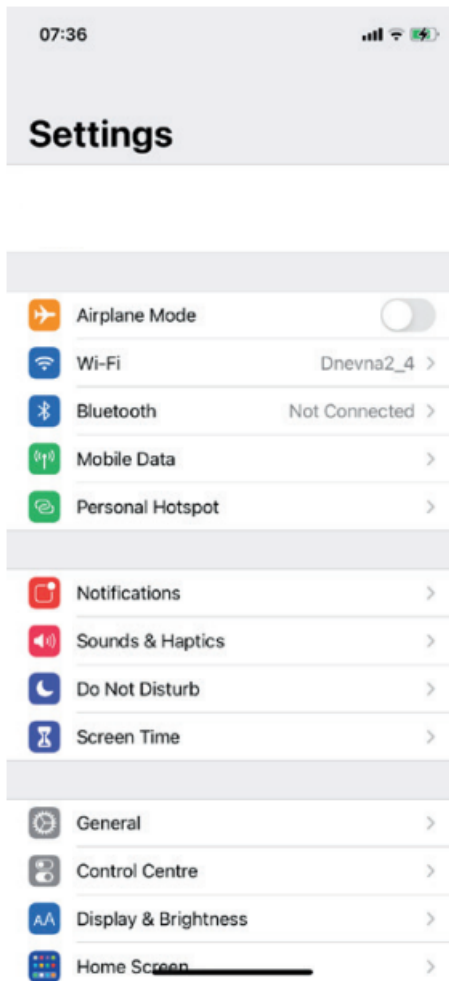 07:36
Settings
Airplane Mode
Wi-Fi Dnevna2_4
Bluetooth Not Connected
Mobile Data
Personal Hotspot
Notifications
Sounds & Haptics
Do Not Disturb
Screen Time
General
Control Centre
AA Display & Brightness
Home Screen